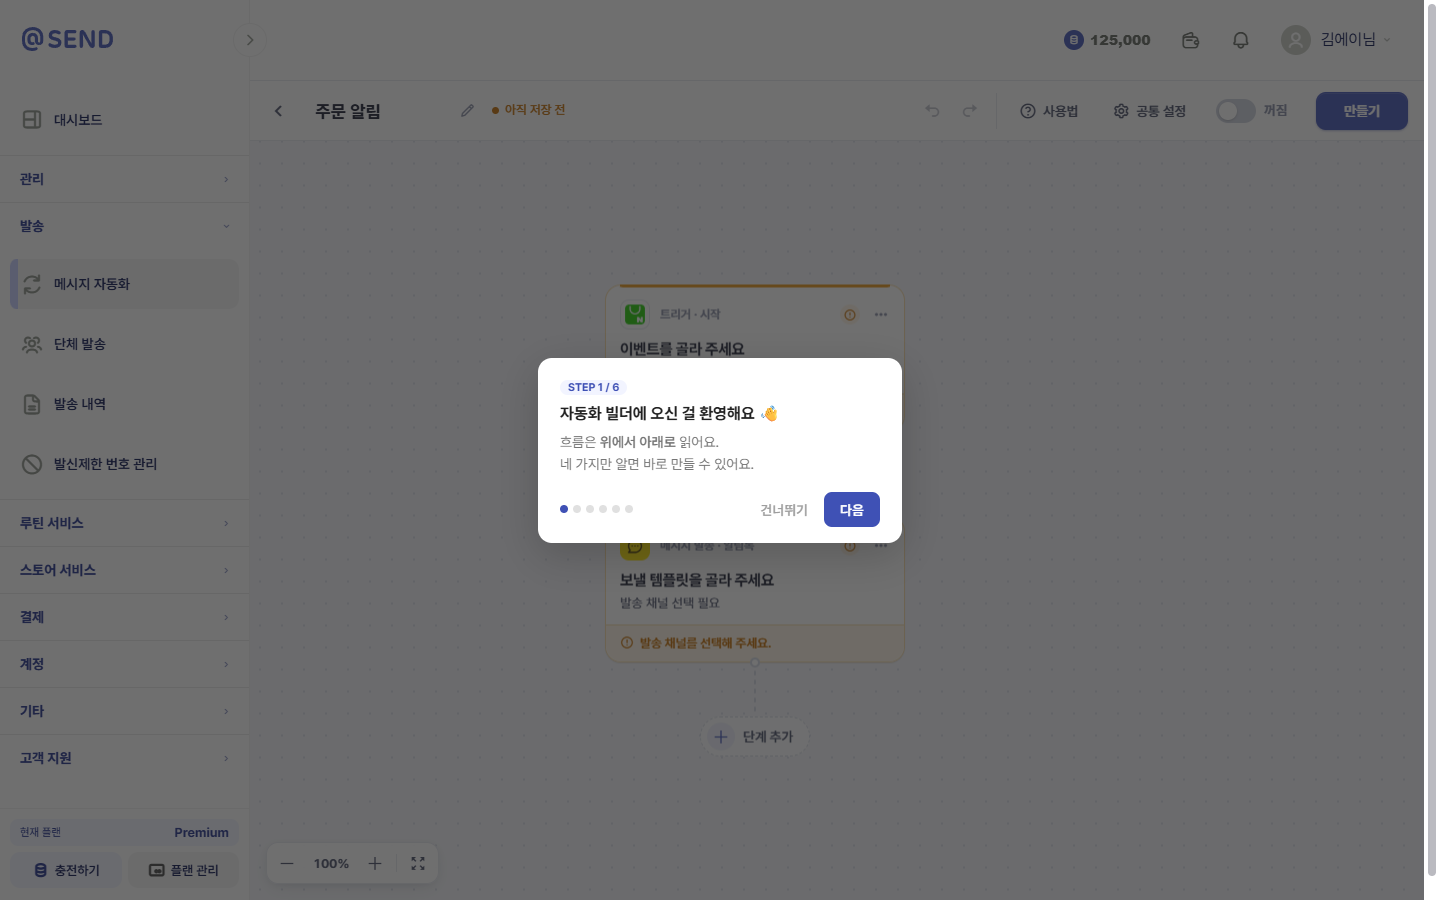 @SEND
125,000
김에이님
대시보드
관리
발송
메시지 자동화
단체 발송
발송 내역
발신제한 번호 관리
루틴 서비스
스토어 서비스
결제
계정
기타
고객 지원
현재 플랜
Premium
충전하기
플랜 관리
주문 알림
아직 저장 전
사용법
공통 설정
꺼짐
만들기
트리거 · 시작
이벤트를 골라 주세요
STEP 1 / 6
자동화 빌더에 오신 걸 환영해요 👋
흐름은 위에서 아래로 읽어요.
네 가지만 알면 바로 만들 수 있어요.
건너뛰기
다음
메시지 발송 · 알림톡
보낼 템플릿을 골라 주세요
발송 채널 선택 필요
발송 채널를 선택해 주세요.
단계 추가
100%